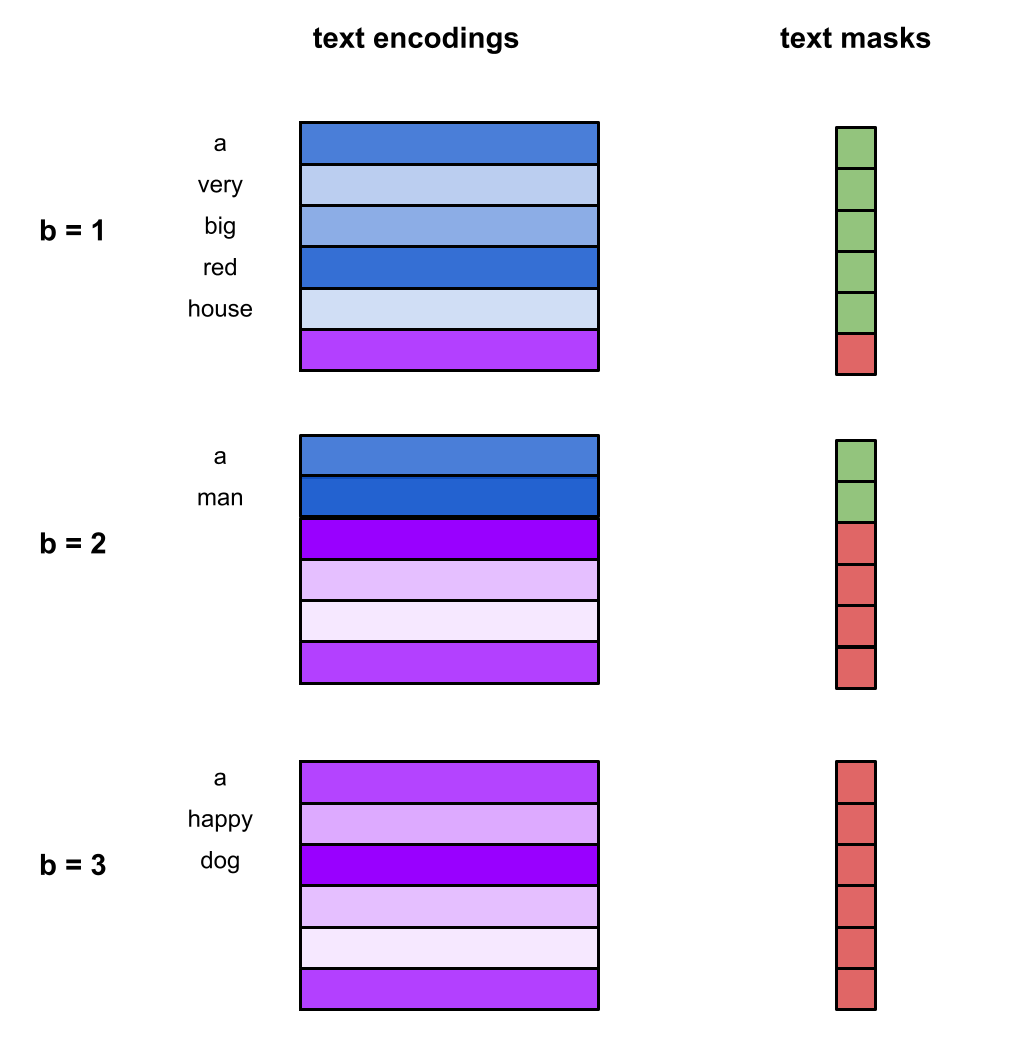 text encodings
text masks
b = 1
a
very
big
red
house
b = 2
a
man
b = 3
a
happy
dog